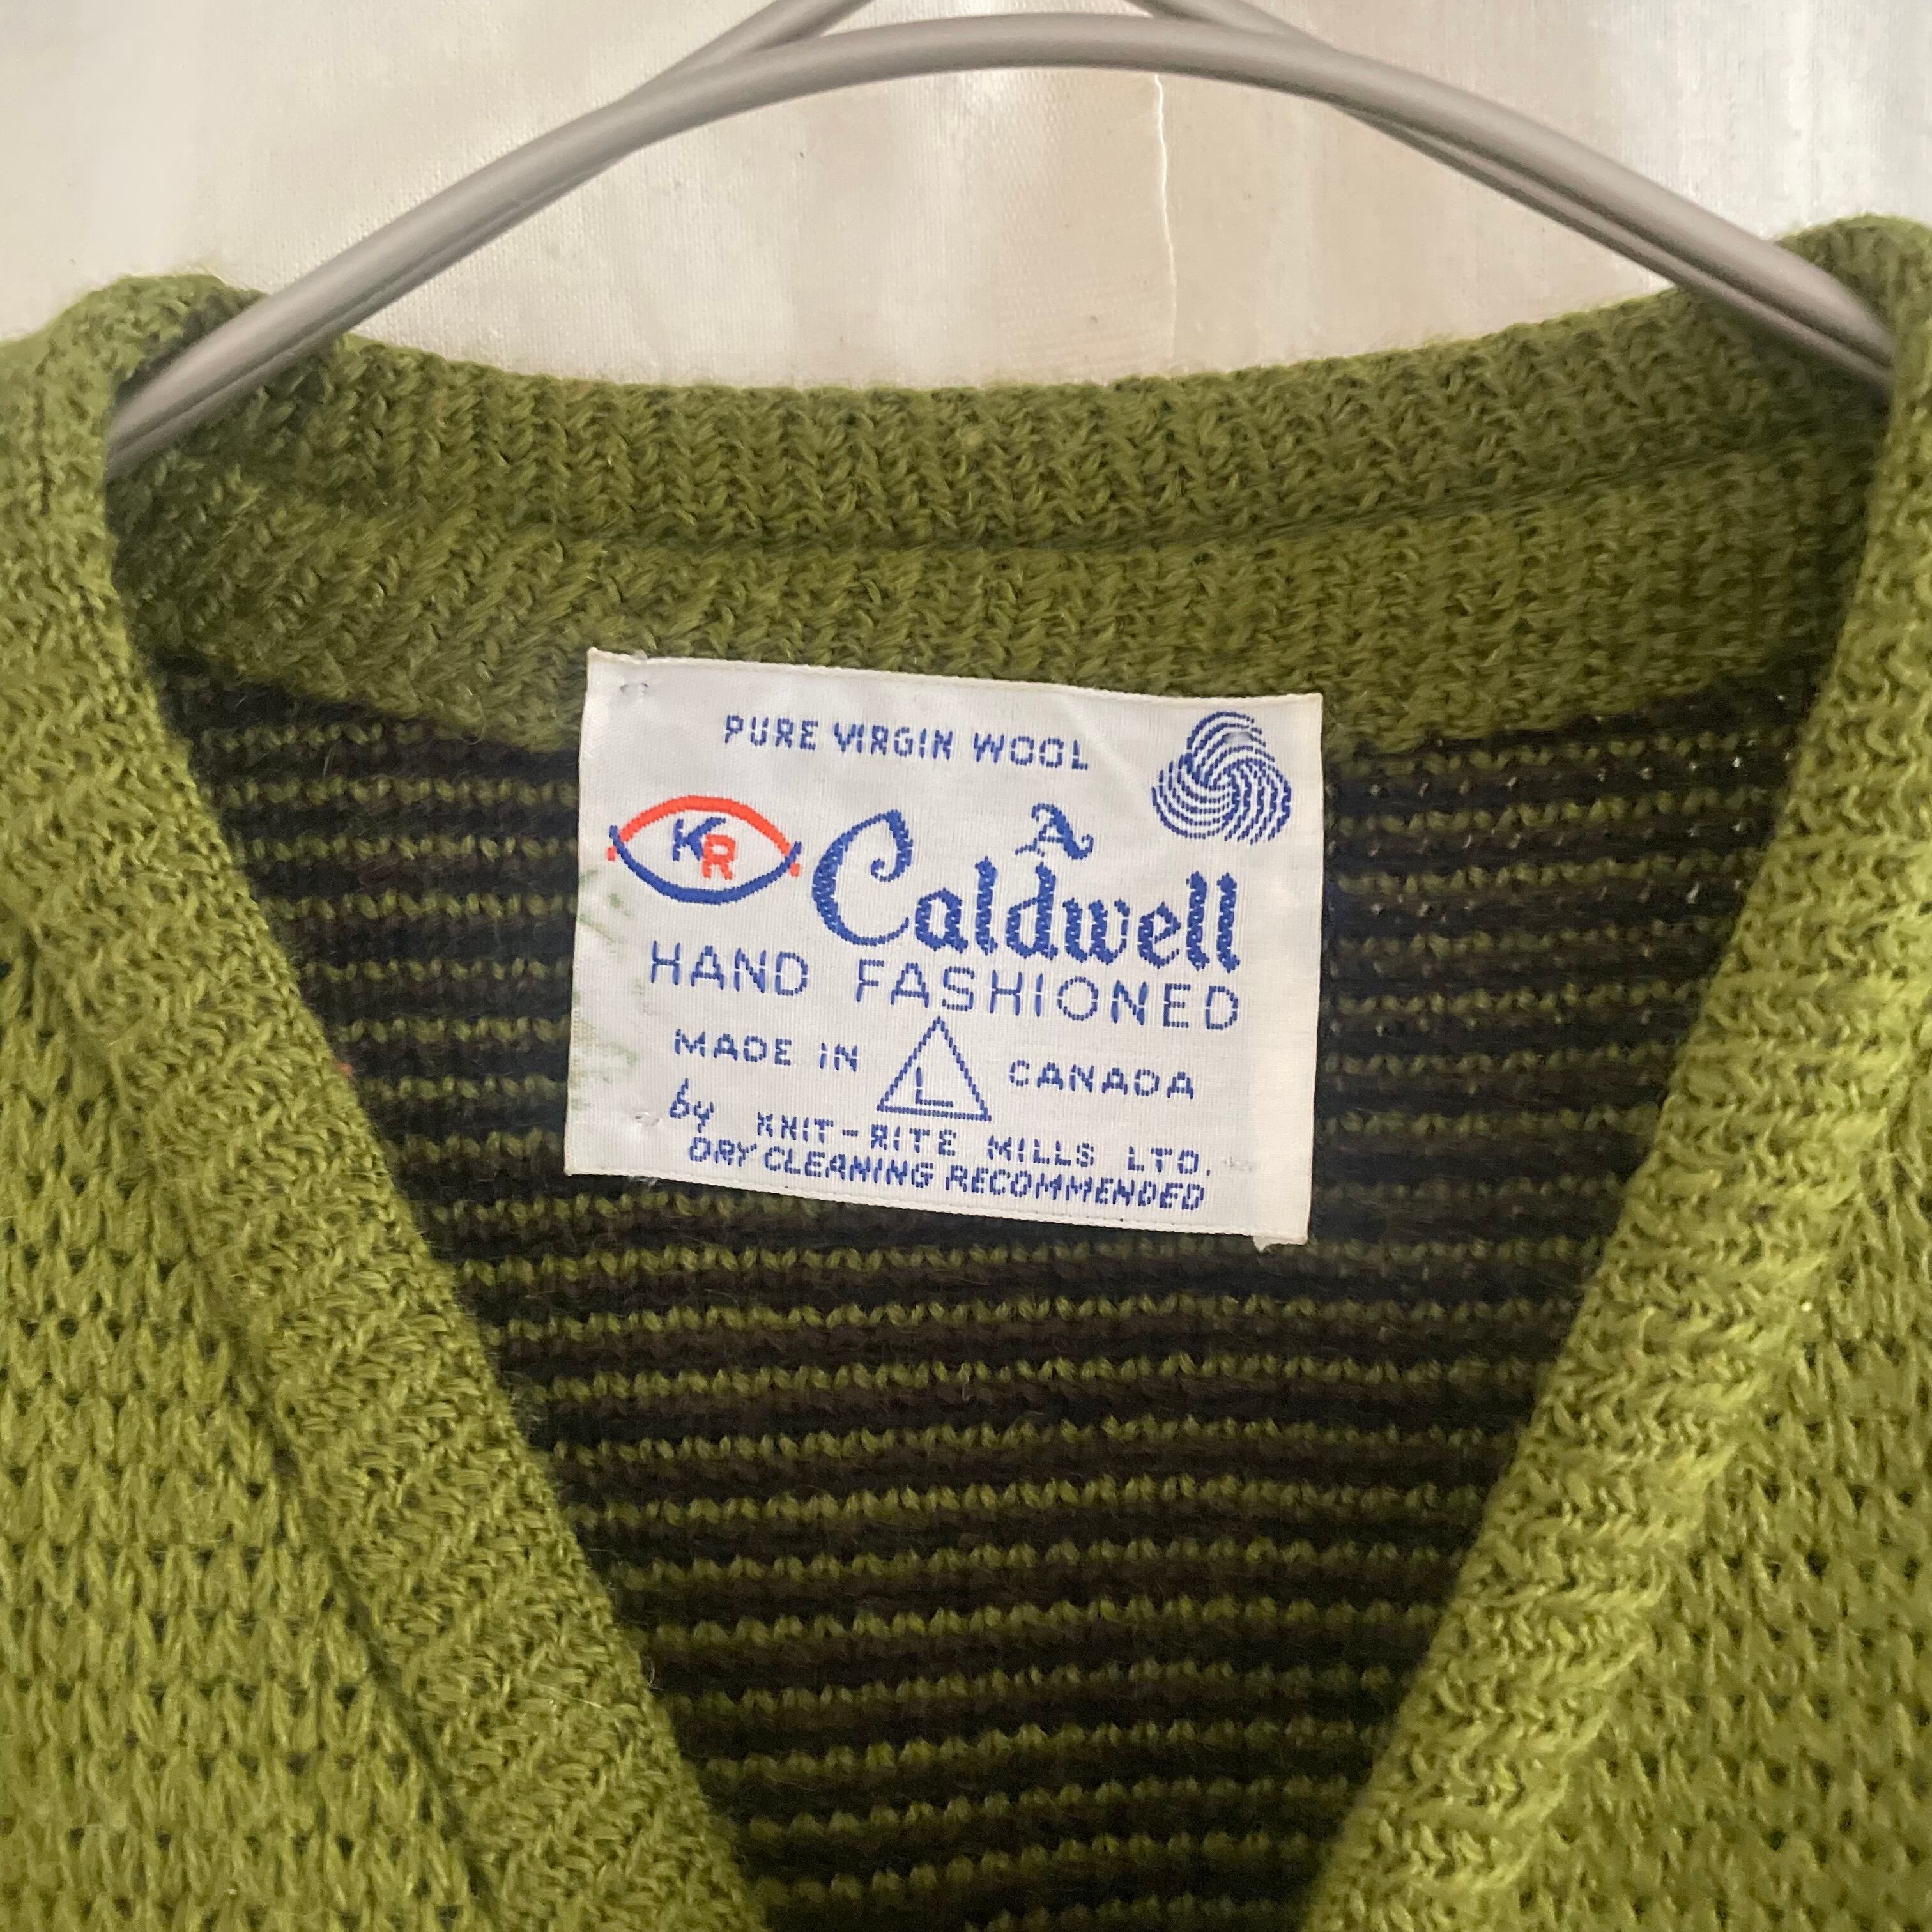 PURE VIRGIN WOOL
KR
A
Caldwell
HAND FASHIONED
MADE IN L CANADA
by KNIT-RITE MILLS LTD.
DRY CLEANING RECOMMENDED